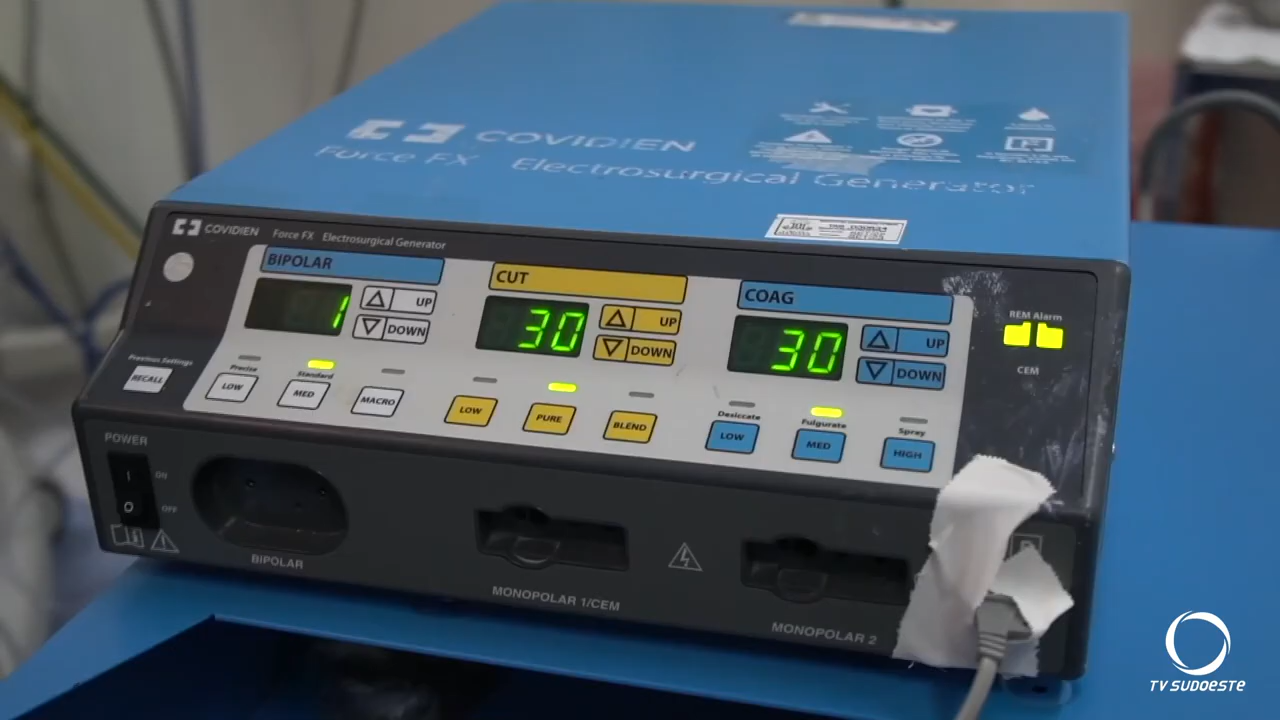 COVIDIEN
Force FX Electrosurgical Generator
COVIDIEN Force FX Electrosurgical Generator
BIPOLAR
CUT
COAG
1
UP
DOWN
30
UP
DOWN
30
UP
DOWN
REM Alarm
CEM
Previous Settings
RECALL
Precise
LOW
Standard
MED
MACRO
LOW
PURE
BLEND
Desiccate
LOW
Fulgurate
MED
Spray
HIGH
POWER
I
ON
O
OFF
BIPOLAR
MONOPOLAR 1/CEM
MONOPOLAR 2
TV SUDOESTE